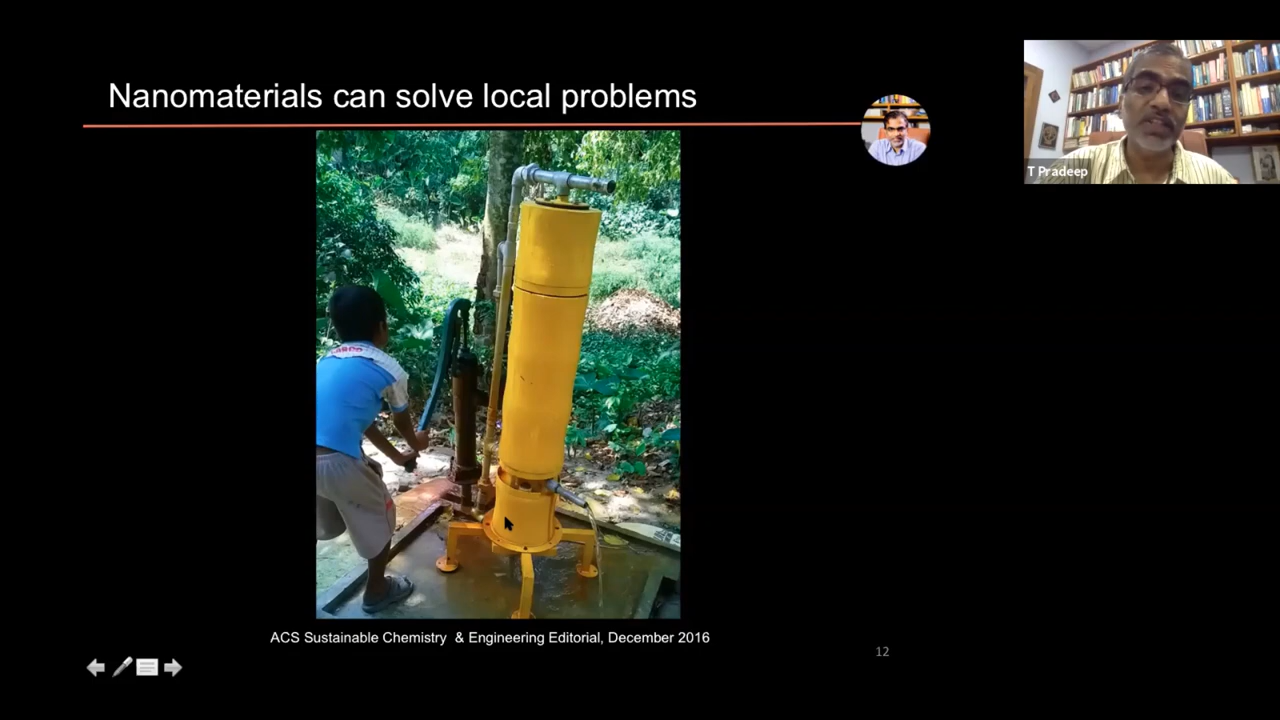 Nanomaterials can solve local problems
T Pradeep
ACS Sustainable Chemistry & Engineering Editorial, December 2016
12